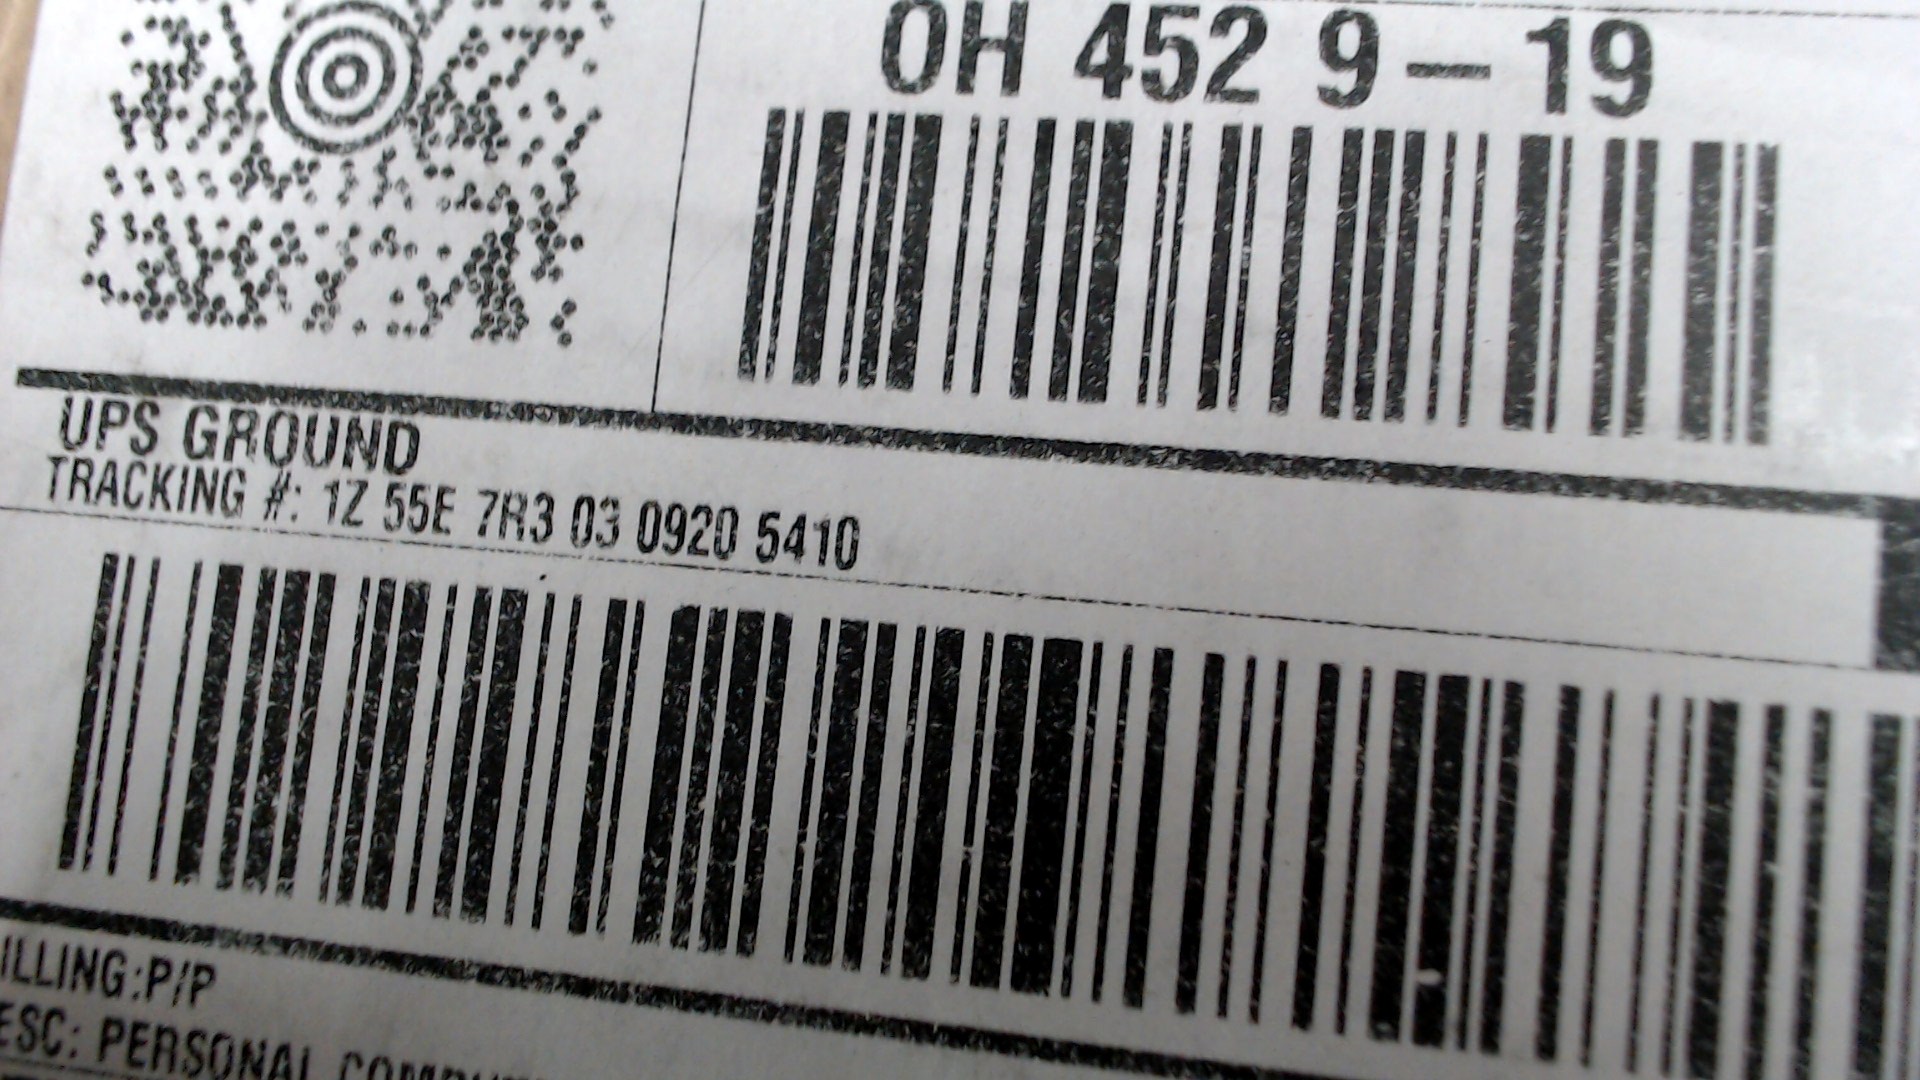 OH 452 9-19
UPS GROUND
TRACKING #: 1Z 55E 7R3 03 0920 5410
ILLING:P/P
ESC: PERSONAL